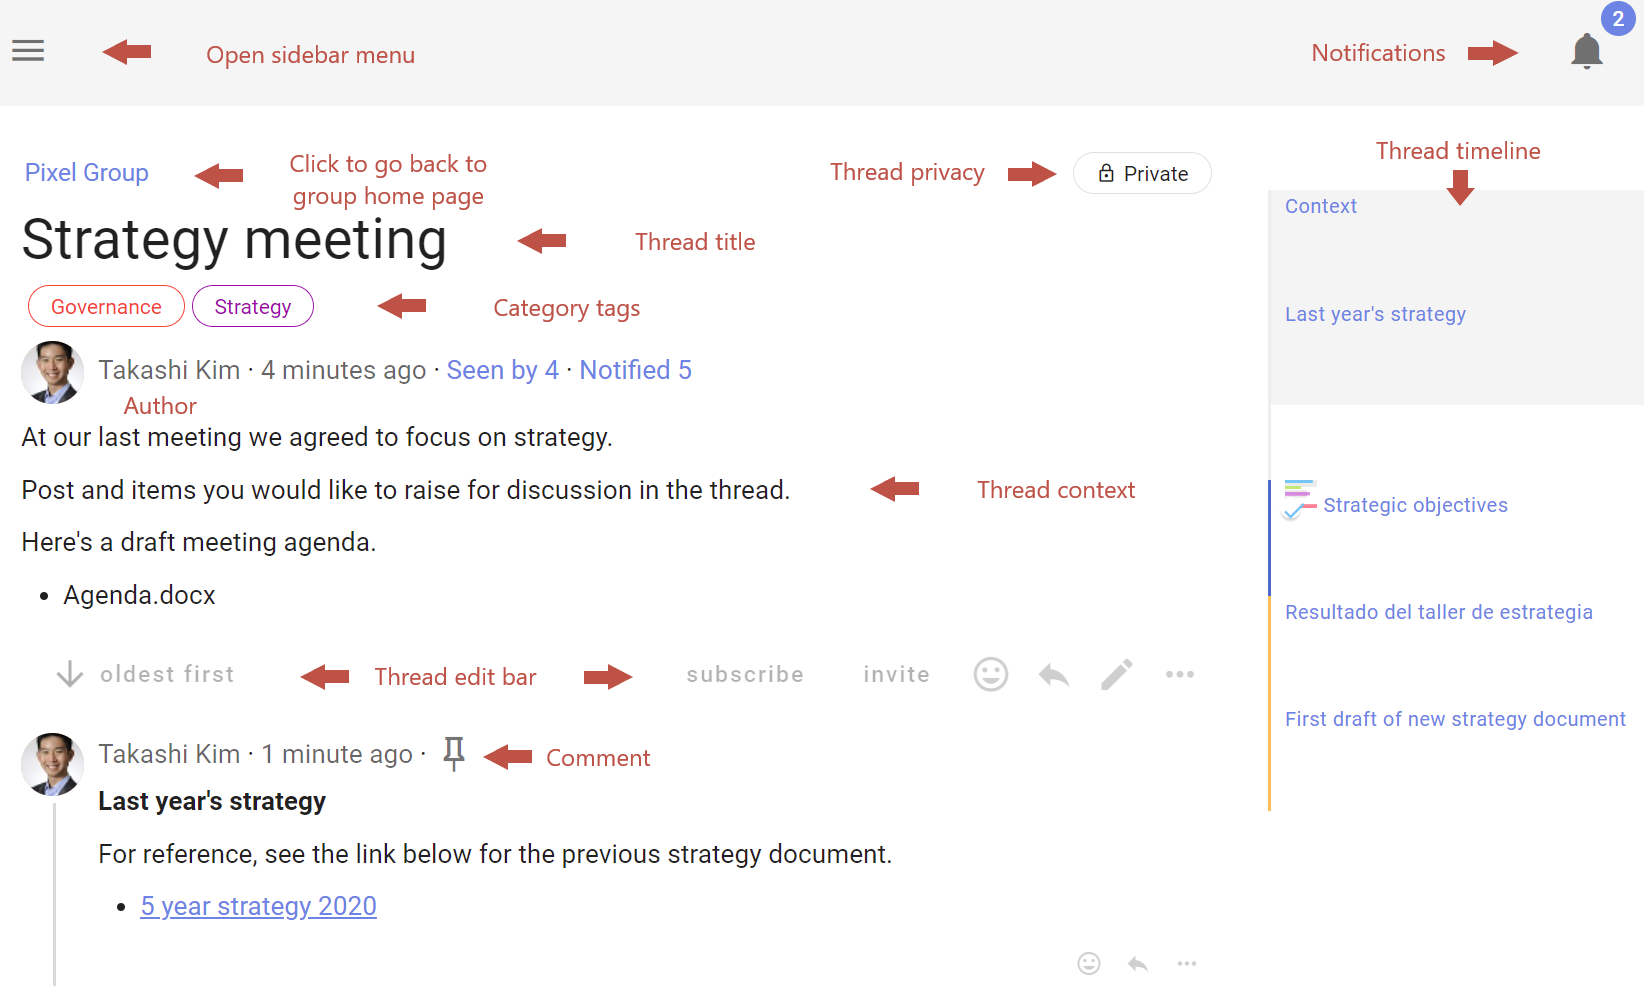 2
Open sidebar menu
Notifications
Thread timeline
Pixel Group
Click to go back to
group home page
Thread privacy
Private
Context
Strategy meeting
Thread title
Governance
Strategy
Category tags
Last year's strategy
Takashi Kim · 4 minutes ago · Seen by 4 · Notified 5
Author
At our last meeting we agreed to focus on strategy.
Post and items you would like to raise for discussion in the thread.
Thread context
Strategic objectives
Here's a draft meeting agenda.
• Agenda.docx
Resultado del taller de estrategia
oldest first
Thread edit bar
subscribe
invite
First draft of new strategy document
Takashi Kim · 1 minute ago ·
Comment
Last year's strategy
For reference, see the link below for the previous strategy document.
• 5 year strategy 2020